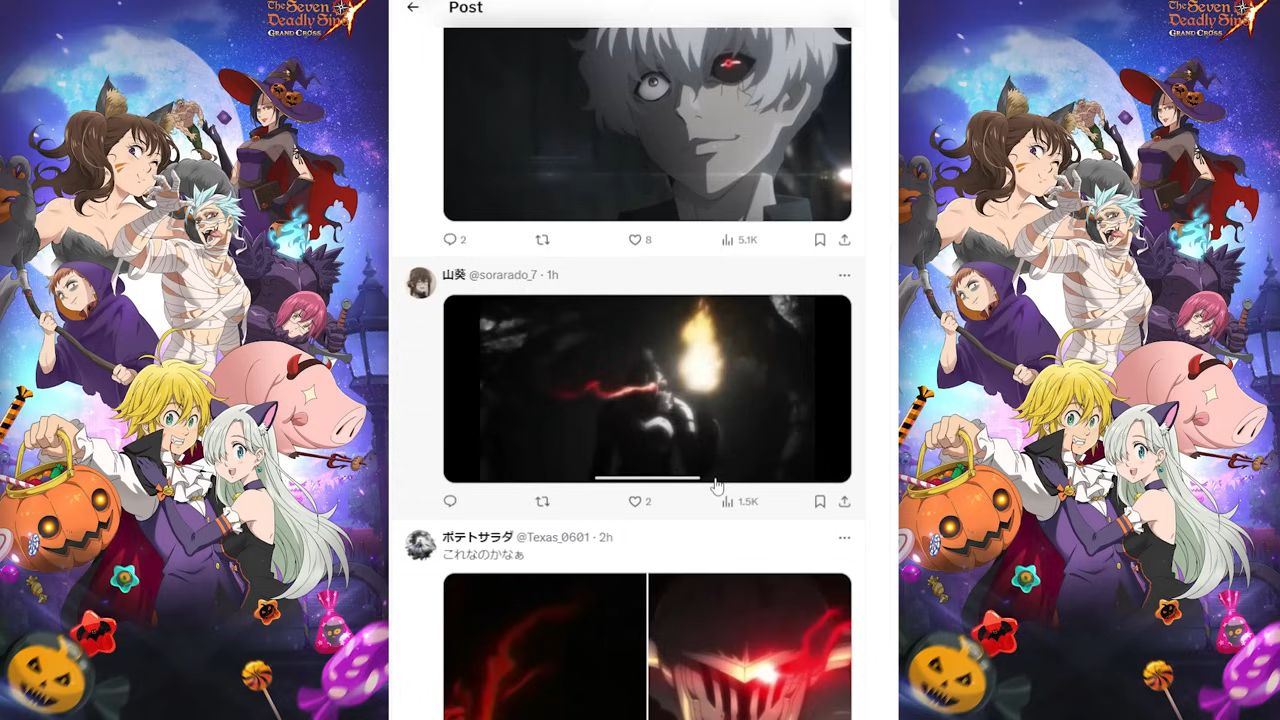 The Seven
Deadly Sins
GRAND CROSS
Post
2
8
5.1K
山葵 @sorarado_7 · 1h
2
1.5K
ポテトサラダ @Texas_0601 · 2h
これなのかなぁ
The Seven
Deadly Sins
GRAND CROSS